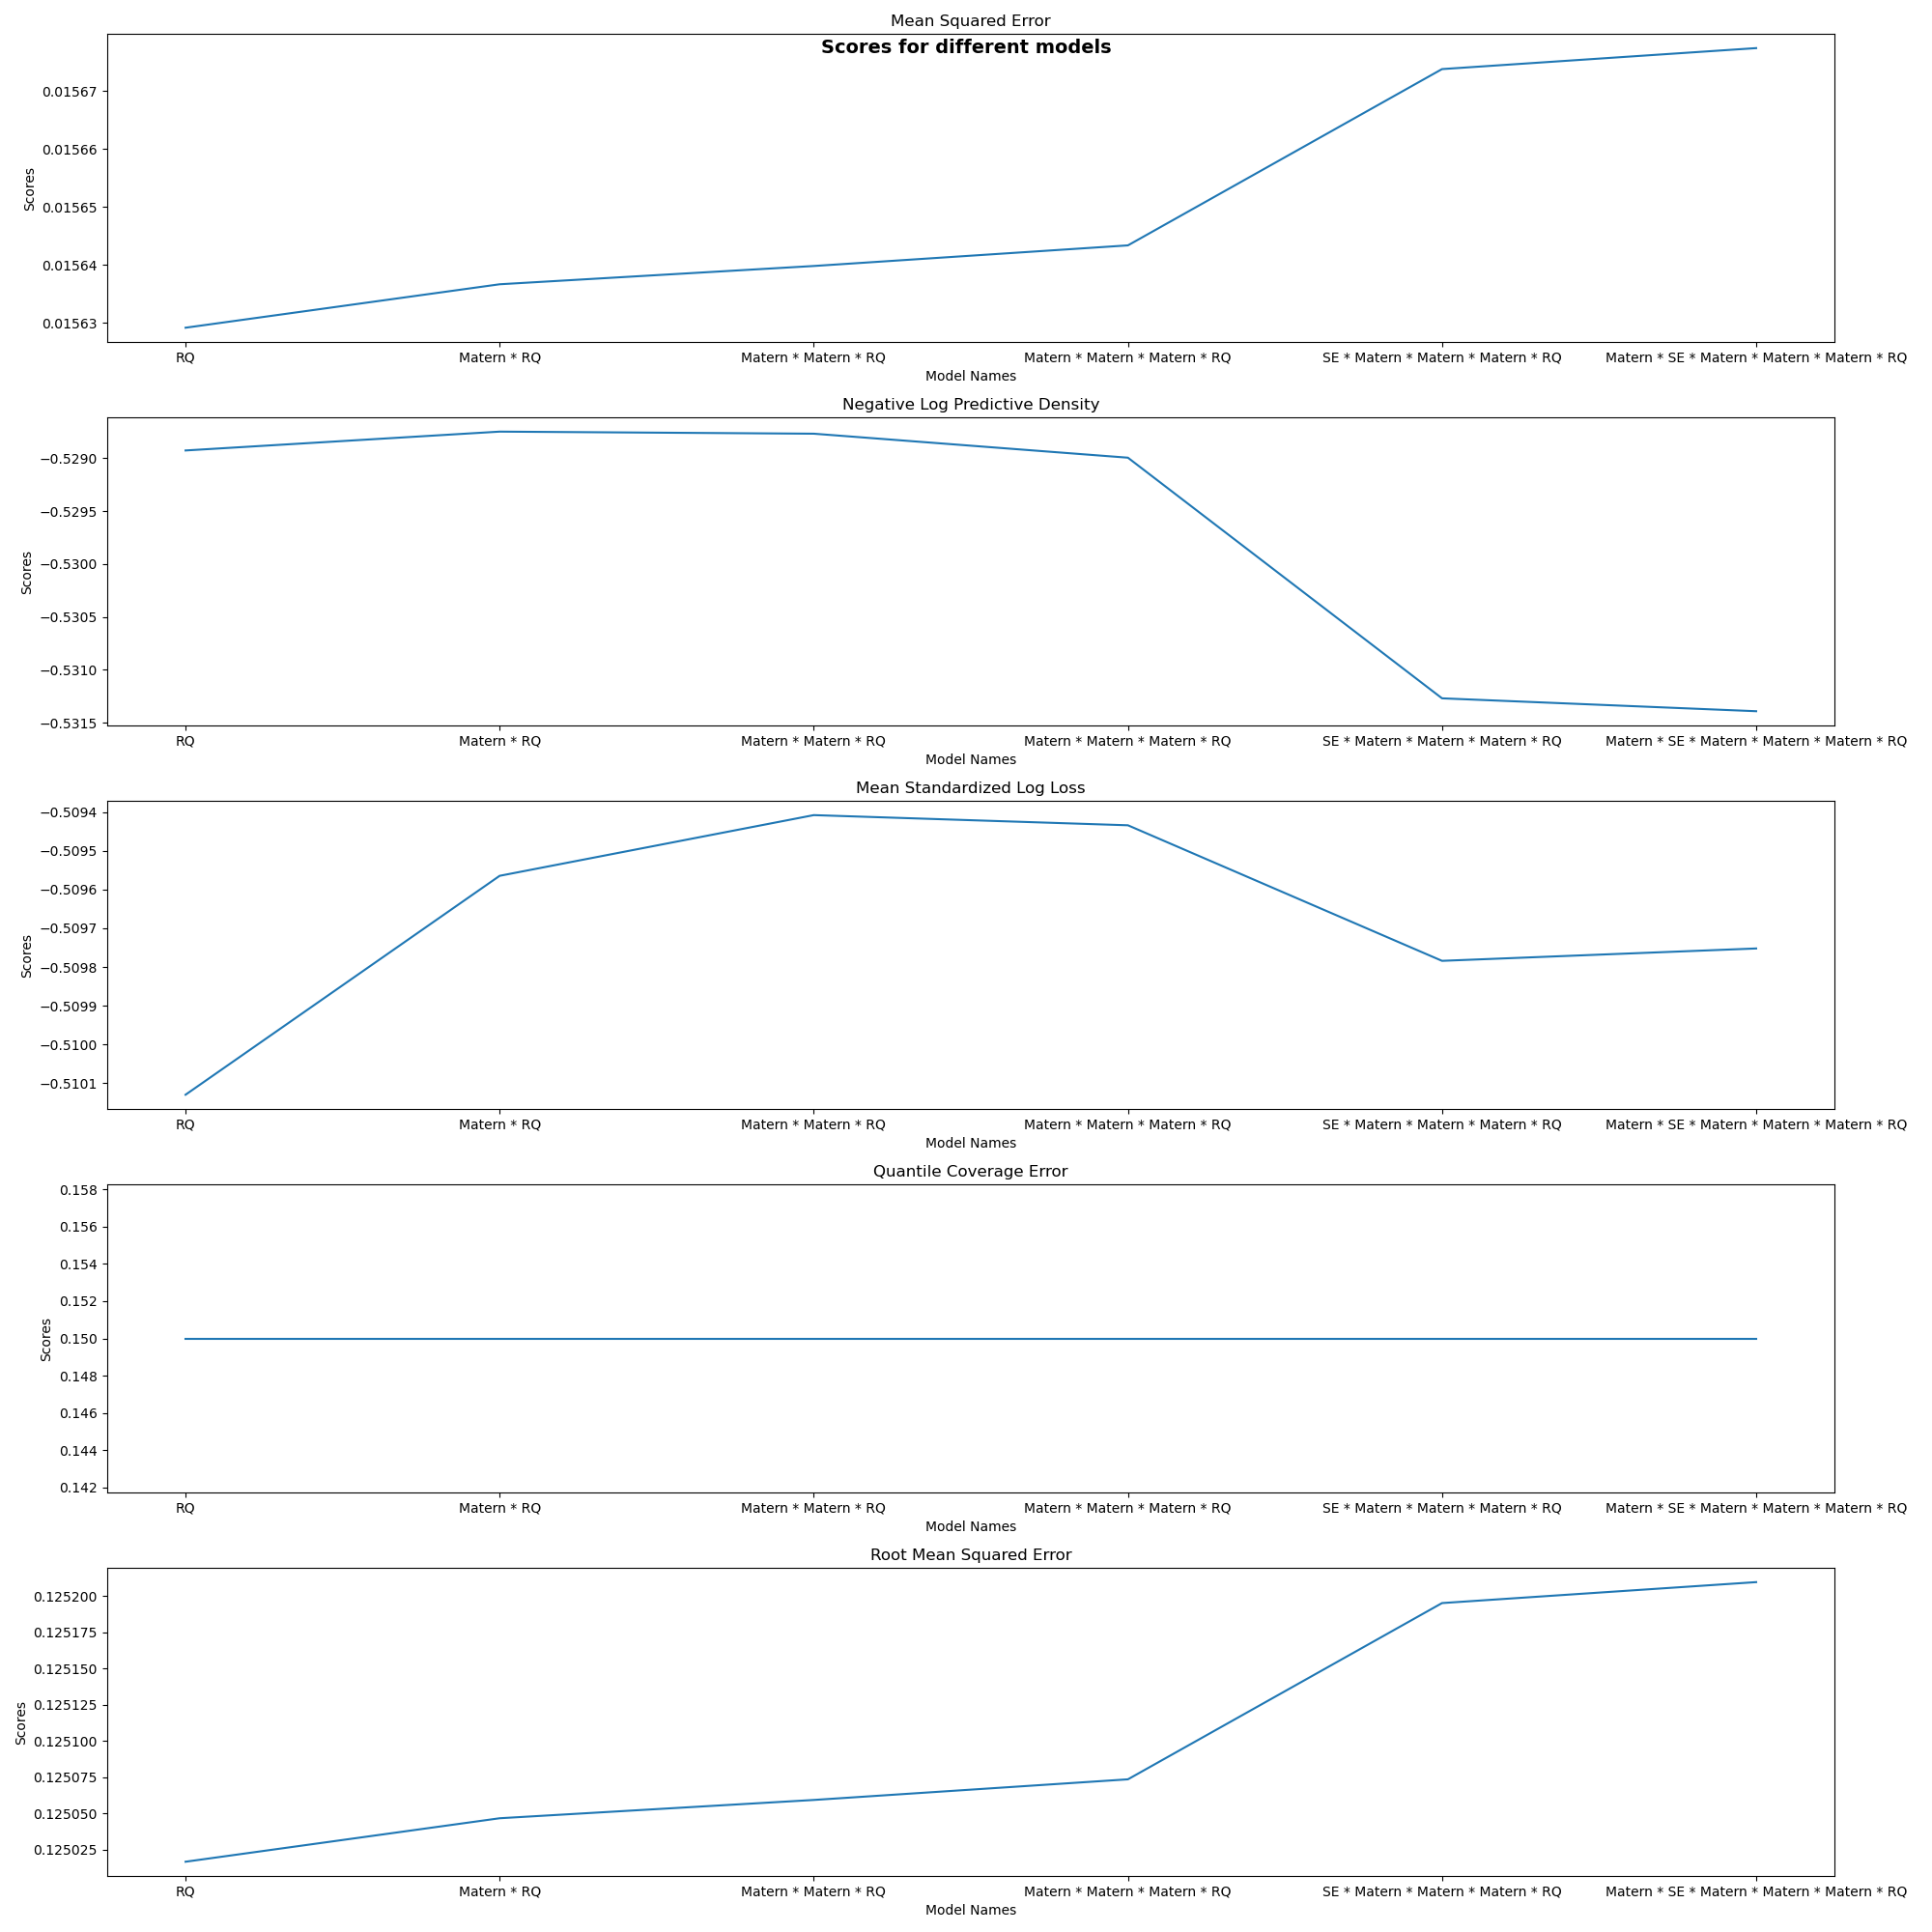 Mean Squared Error
Scores for different models
0.01567
0.01566
0.01565
0.01564
0.01563
Scores
RQ
Matern * RQ
Matern * Matern * RQ
Matern * Matern * Matern * RQ
SE * Matern * Matern * Matern * RQ
Matern * SE * Matern * Matern * Matern * RQ
Model Names
Negative Log Predictive Density
−0.5290
−0.5295
−0.5300
−0.5305
−0.5310
−0.5315
Scores
RQ
Matern * RQ
Matern * Matern * RQ
Matern * Matern * Matern * RQ
SE * Matern * Matern * Matern * RQ
Matern * SE * Matern * Matern * Matern * RQ
Model Names
Mean Standardized Log Loss
−0.5094
−0.5095
−0.5096
−0.5097
−0.5098
−0.5099
−0.5100
−0.5101
Scores
RQ
Matern * RQ
Matern * Matern * RQ
Matern * Matern * Matern * RQ
SE * Matern * Matern * Matern * RQ
Matern * SE * Matern * Matern * Matern * RQ
Model Names
Quantile Coverage Error
0.158
0.156
0.154
0.152
0.150
0.148
0.146
0.144
0.142
Scores
RQ
Matern * RQ
Matern * Matern * RQ
Matern * Matern * Matern * RQ
SE * Matern * Matern * Matern * RQ
Matern * SE * Matern * Matern * Matern * RQ
Model Names
Root Mean Squared Error
0.125200
0.125175
0.125150
0.125125
0.125100
0.125075
0.125050
0.125025
Scores
RQ
Matern * RQ
Matern * Matern * RQ
Matern * Matern * Matern * RQ
SE * Matern * Matern * Matern * RQ
Matern * SE * Matern * Matern * Matern * RQ
Model Names